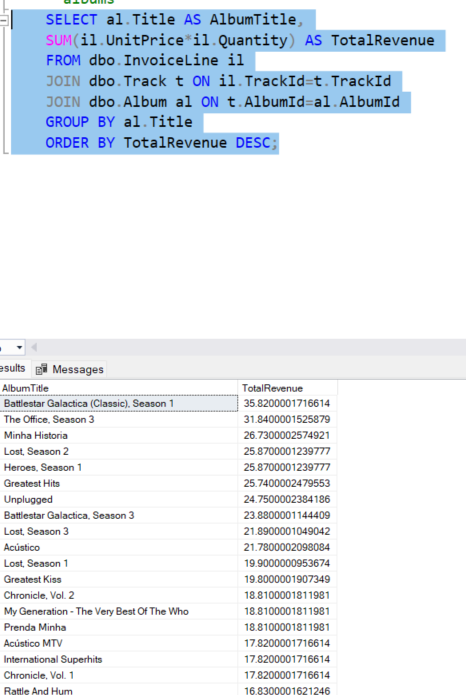 albums
SELECT al.Title AS AlbumTitle,
SUM(il.UnitPrice*il.Quantity) AS TotalRevenue
FROM dbo.InvoiceLine il
JOIN dbo.Track t ON il.TrackId=t.TrackId
JOIN dbo.Album al ON t.AlbumId=al.AlbumId
GROUP BY al.Title
ORDER BY TotalRevenue DESC;
esults Messages
AlbumTitle TotalRevenue
Battlestar Galactica (Classic), Season 1 35.8200001716614
The Office, Season 3 31.8400001525879
Minha Historia 26.7300002574921
Lost, Season 2 25.8700001239777
Heroes, Season 1 25.8700001239777
Greatest Hits 25.7400002479553
Unplugged 24.7500002384186
Battlestar Galactica, Season 3 23.8800001144409
Lost, Season 3 21.8900001049042
Acústico 21.7800002098084
Lost, Season 1 19.9000000953674
Greatest Kiss 19.8000001907349
Chronicle, Vol. 2 18.8100001811981
My Generation - The Very Best Of The Who 18.8100001811981
Prenda Minha 18.8100001811981
Acústico MTV 17.8200001716614
International Superhits 17.8200001716614
Chronicle, Vol. 1 17.8200001716614
Rattle And Hum 16.8300001621246